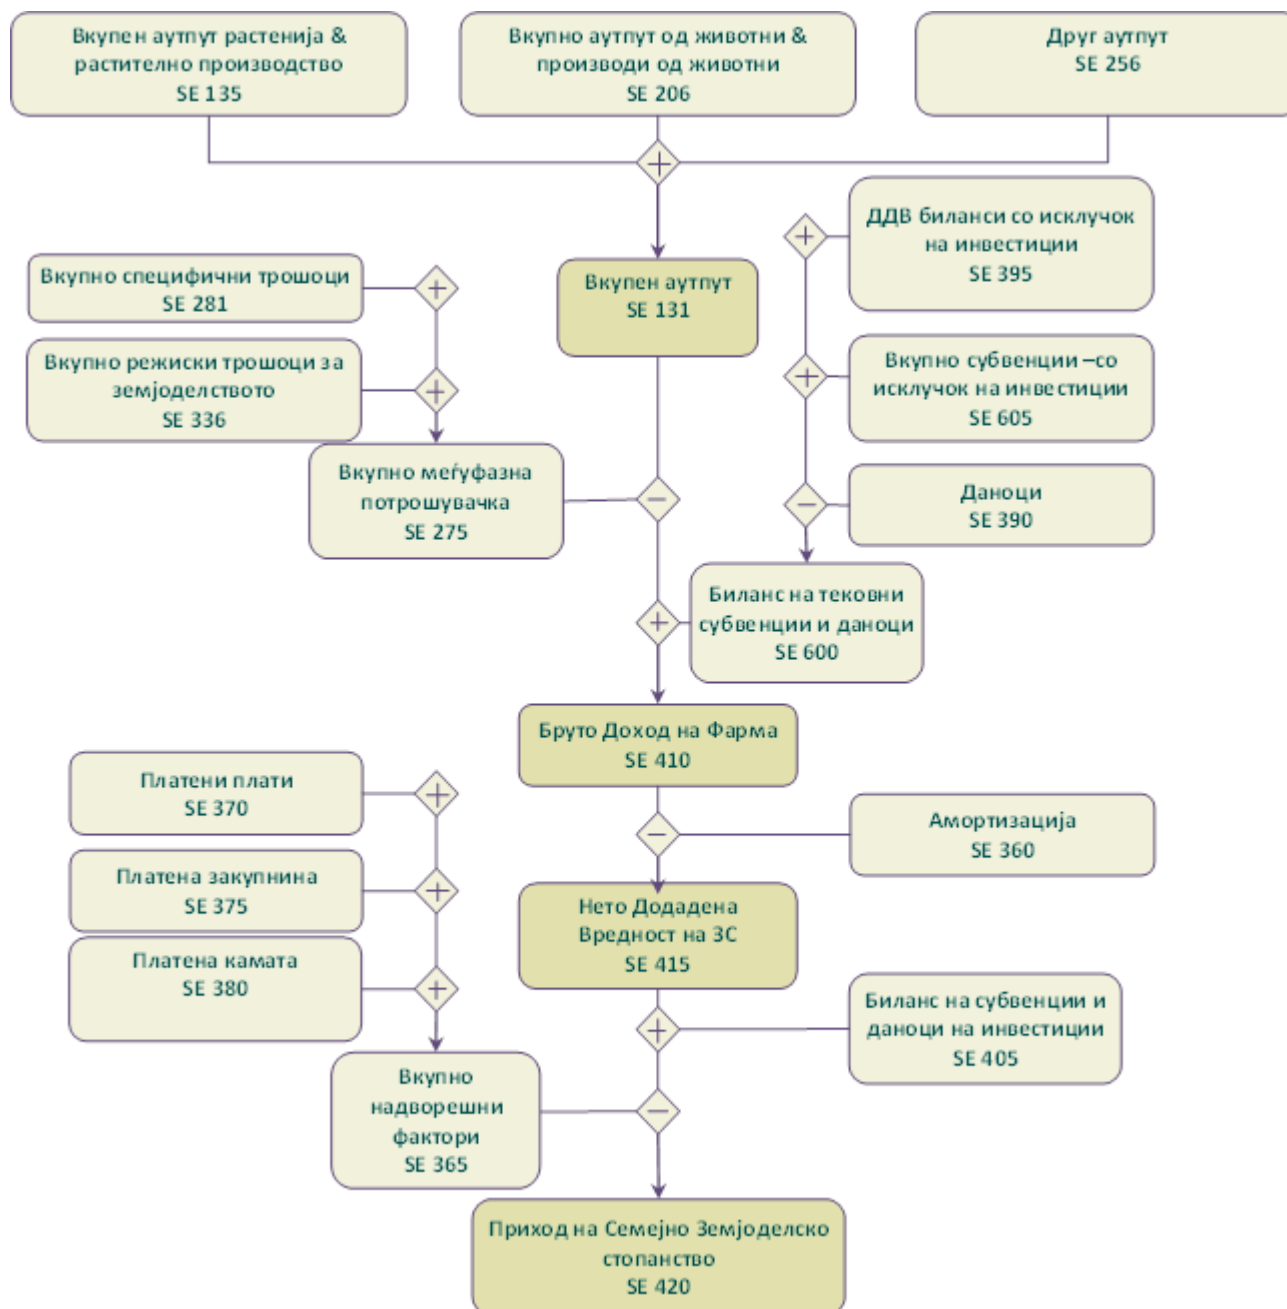 Вкупен аутпут растенија &
растително производство
SE 135
Вкупно аутпут од животни &
производи од животни
SE 206
Друг аутпут
SE 256
ДДВ биланси со исклучок
на инвестиции
SE 395
Вкупно специфични трошоци
SE 281
Вкупен аутпут
SE 131
Вкупно режиски трошоци за
земјоделството
SE 336
Вкупно субвенции –со
исклучок на инвестиции
SE 605
Вкупно меѓуфазна
потрошувачка
SE 275
Даноци
SE 390
Биланс на тековни
субвенции и даноци
SE 600
Бруто Доход на Фарма
SE 410
Платени плати
SE 370
Амортизација
SE 360
Платена закупнина
SE 375
Нето Додадена
Вредност на ЗС
SE 415
Платена камата
SE 380
Биланс на субвенции и
даноци на инвестиции
SE 405
Вкупно
надворешни
фактори
SE 365
Приход на Семејно Земјоделско
стопанство
SE 420